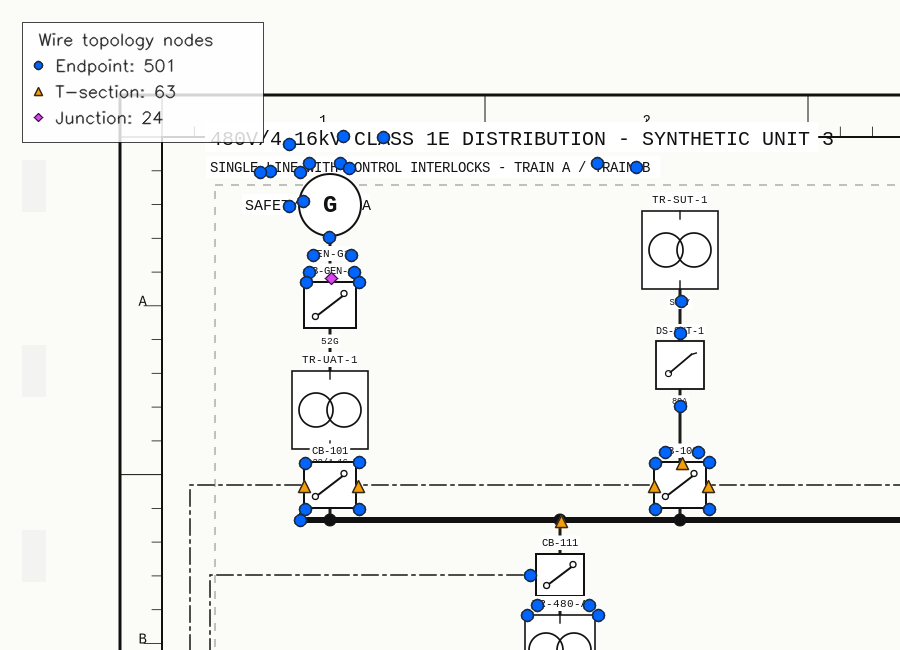 Wire topology nodes
Endpoint: 501
T-section: 63
Junction: 24
1
2
480V/4.16kV CLASS 1E DISTRIBUTION - SYNTHETIC UNIT 3
SINGLE LINE WITH CONTROL INTERLOCKS - TRAIN A / TRAIN B
TR-SUT-1
G
A
A
52G
TR-UAT-1
CB-101
CB-111
B